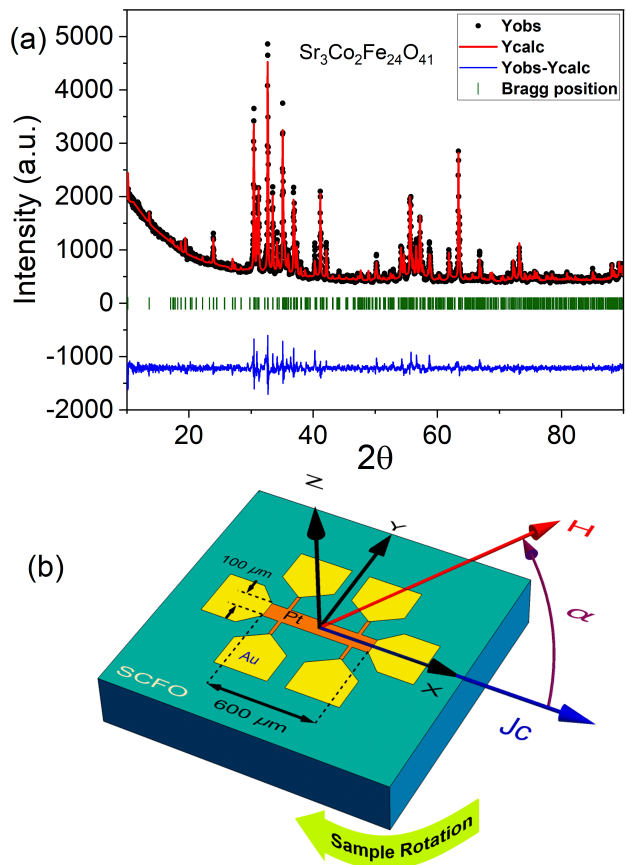 (a)
Sr₃Co₂Fe₂₄O₄₁
Yobs
Ycalc
Yobs-Ycalc
Bragg position
Intensity (a.u.)
5000
4000
3000
2000
1000
0
-1000
-2000
20
40
60
80
2θ
(b)
Z
Y
H
α
100 μm
Pt
Au
X
Jc
SCFO
600 μm
Sample Rotation